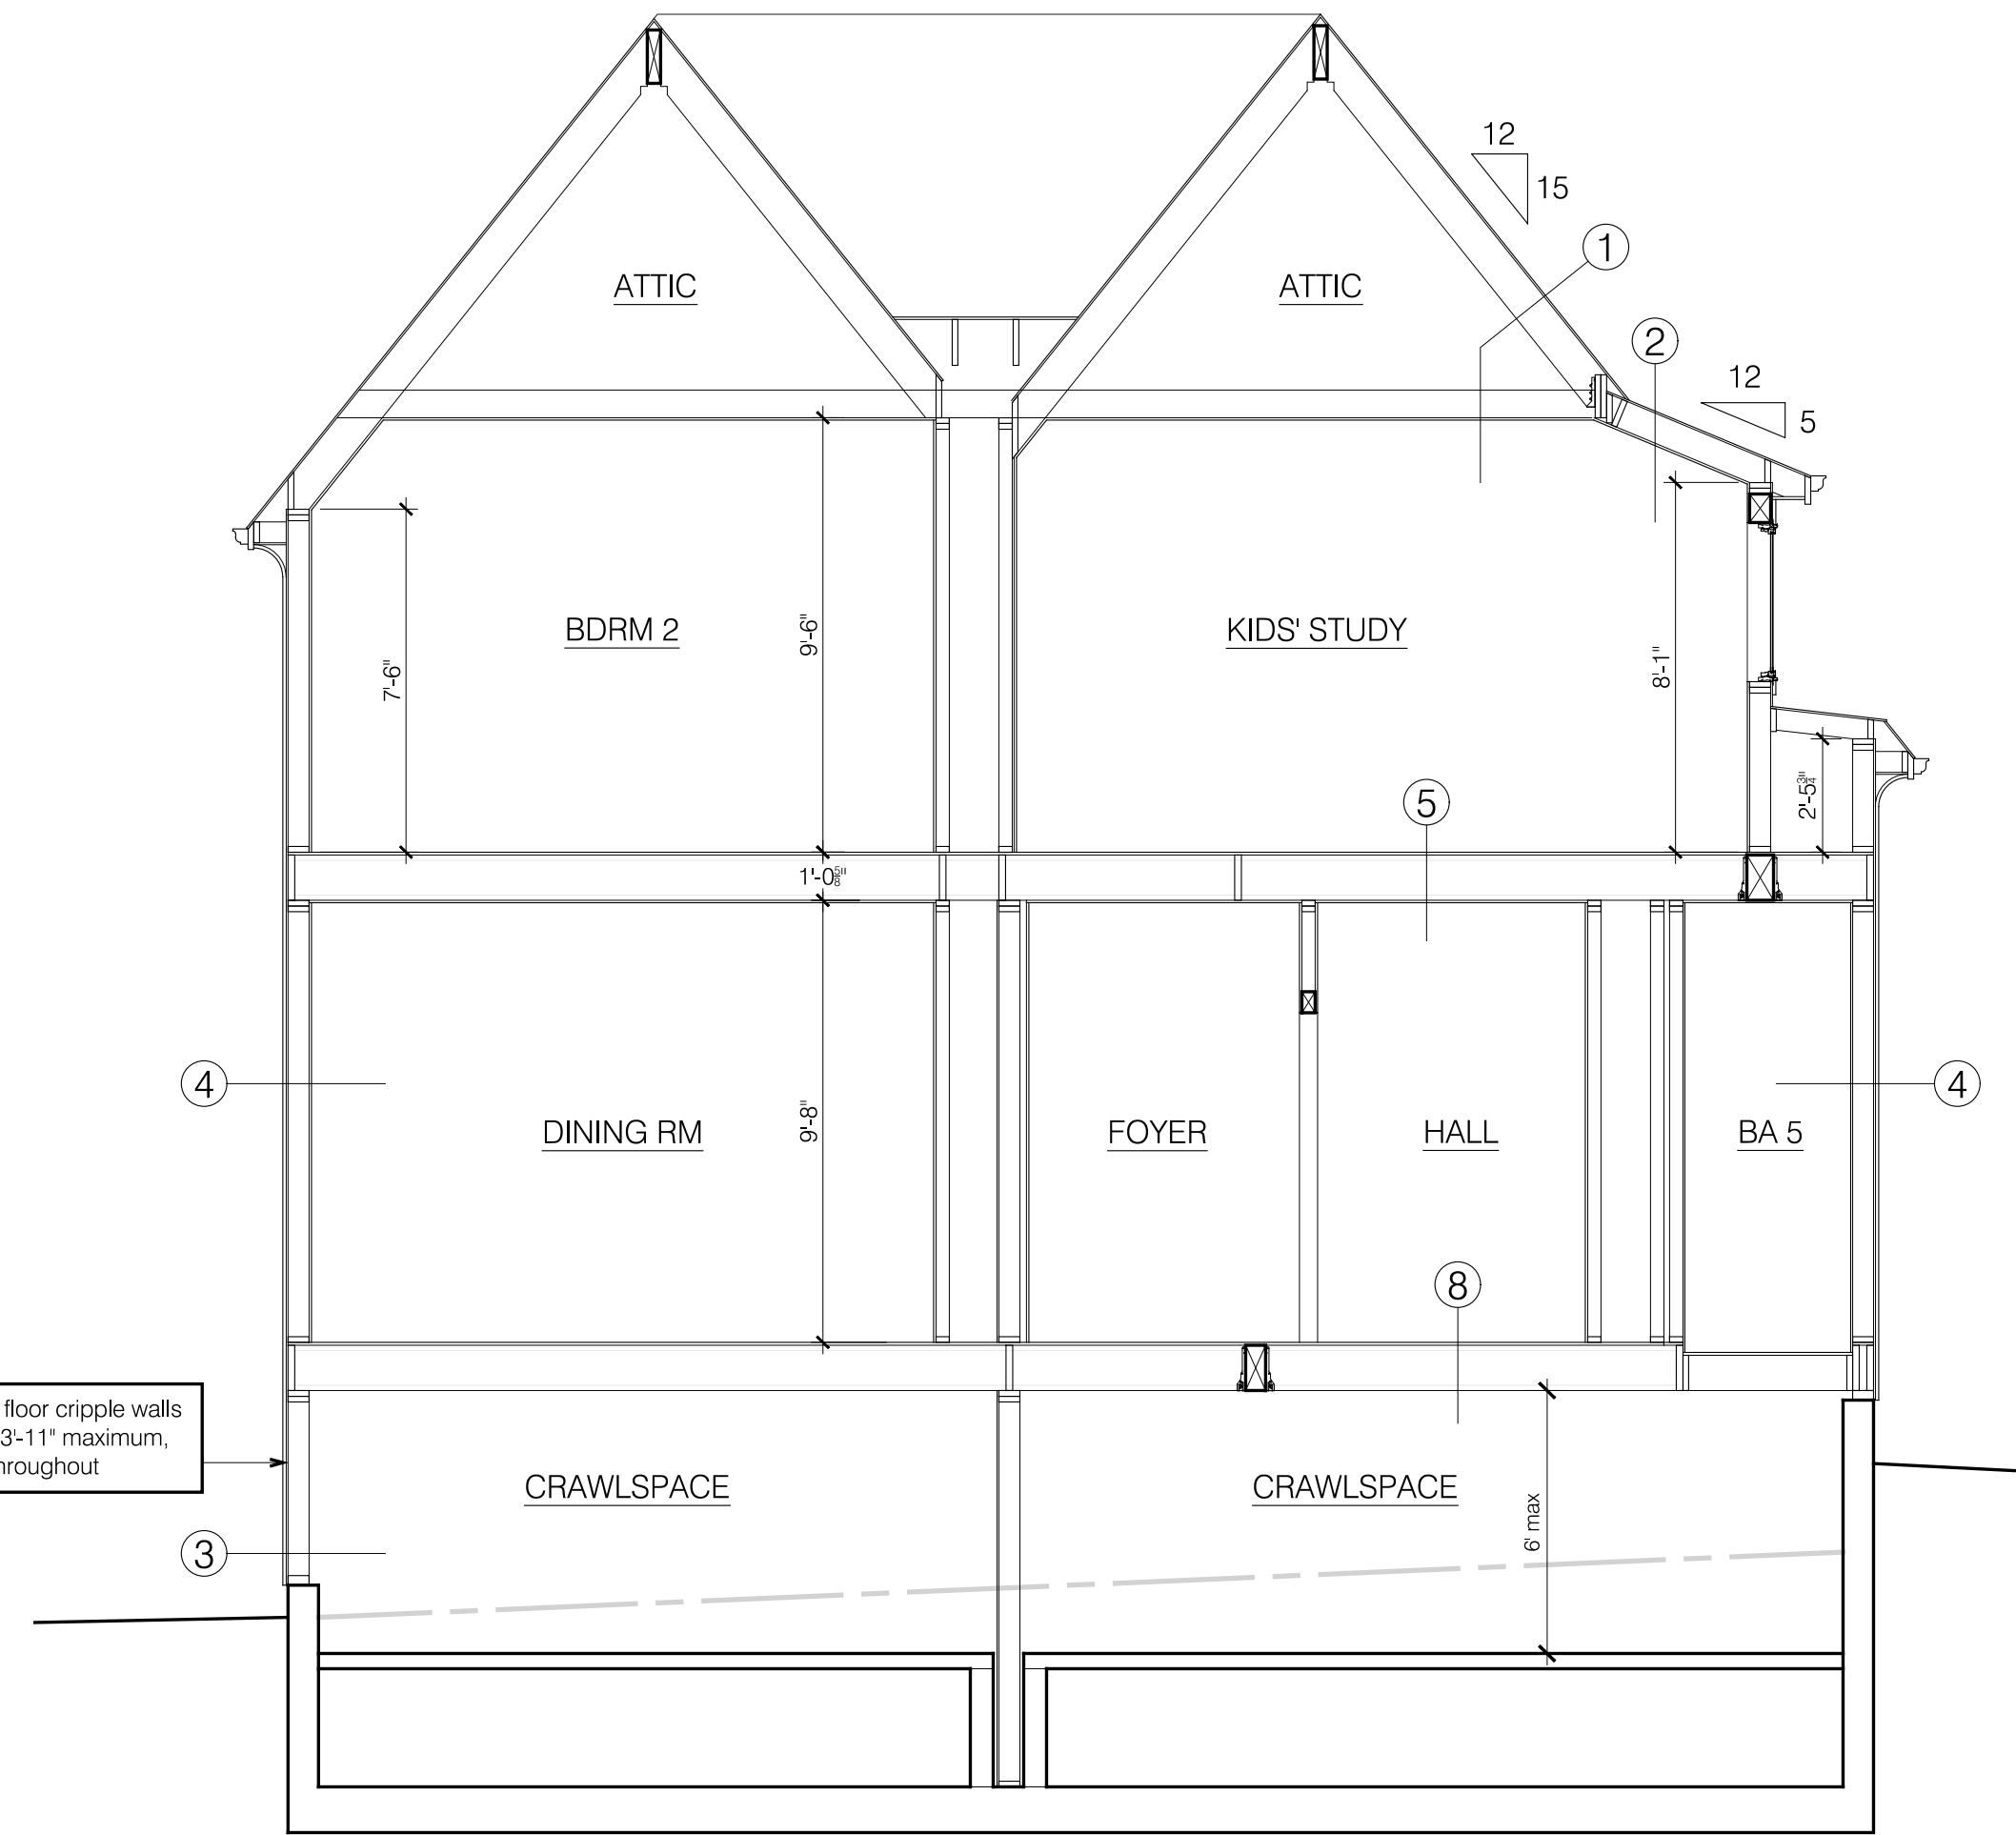 12
15
1
ATTIC
ATTIC
2
12
5
BDRM 2
9'-6"
KIDS' STUDY
7'-6"
8'-1"
2'-5¾"
5
1'-0⅝"
4
4
9'-8"
DINING RM
FOYER
HALL
BA 5
8
floor cripple walls
3'-11" maximum,
CRAWLSPACE
CRAWLSPACE
6' max
3